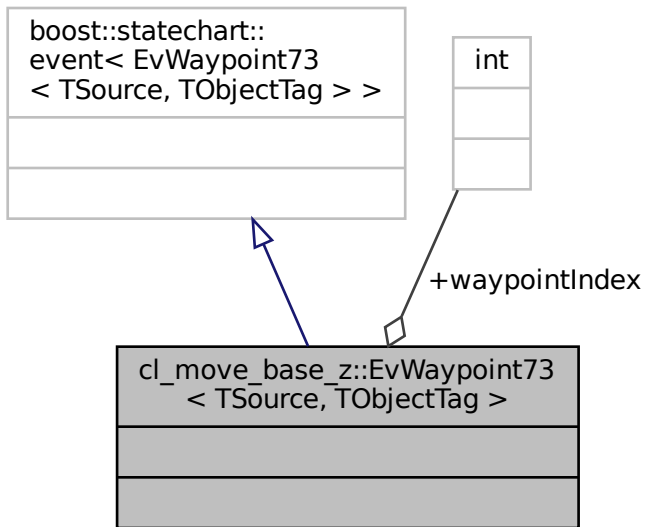 boost::statechart::
event< EvWaypoint73
< TSource, TObjectTag > >
int
+waypointIndex
cl_move_base_z::EvWaypoint73
< TSource, TObjectTag >